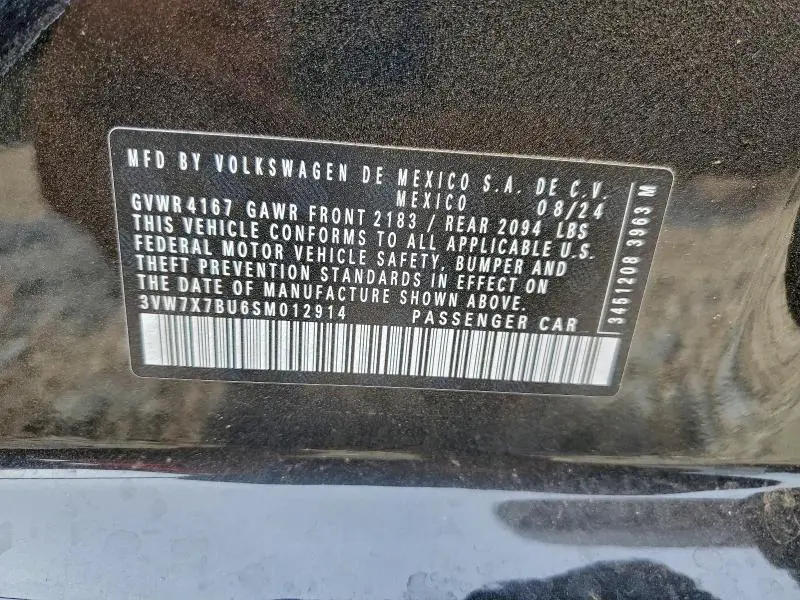 MFD BY VOLKSWAGEN DE MEXICO S.A. DE C.V.
MEXICO 08/24
GVWR 4167 GAWR FRONT 2183 / REAR 2094 LBS
THIS VEHICLE CONFORMS TO ALL APPLICABLE U.S.
FEDERAL MOTOR VEHICLE SAFETY, BUMPER AND
THEFT PREVENTION STANDARDS IN EFFECT ON
THE DATE OF MANUFACTURE SHOWN ABOVE.
3VW7X7BU6SM012914 PASSENGER CAR
3461208 3963 M